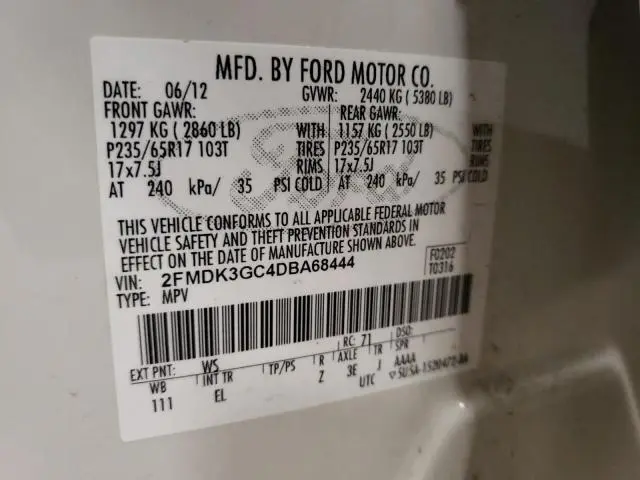 MFD. BY FORD MOTOR CO.
DATE: 06/12 GVWR: 2440 KG ( 5380 LB)
FRONT GAWR: REAR GAWR:
1297 KG ( 2860 LB) WITH 1157 KG ( 2550 LB) WITH
P235/65R17 103T TIRES P235/65R17 103T TIRES
17x7.5J RIMS 17x7.5J RIMS
AT 240 kPa/ 35 PSI COLD AT 240 kPa/ 35 PSI COLD
THIS VEHICLE CONFORMS TO ALL APPLICABLE FEDERAL MOTOR
VEHICLE SAFETY AND THEFT PREVENTION STANDARDS IN
EFFECT ON THE DATE OF MANUFACTURE SHOWN ABOVE.
VIN: 2FMDK3GC4DBA68444 F0202
TYPE: MPV T0316
EXT PNT: WS RC: 71 DSO:
WB INT TR TP/PS R AXLE TR SPR
111 EL Z 3E J AAAA
UTC